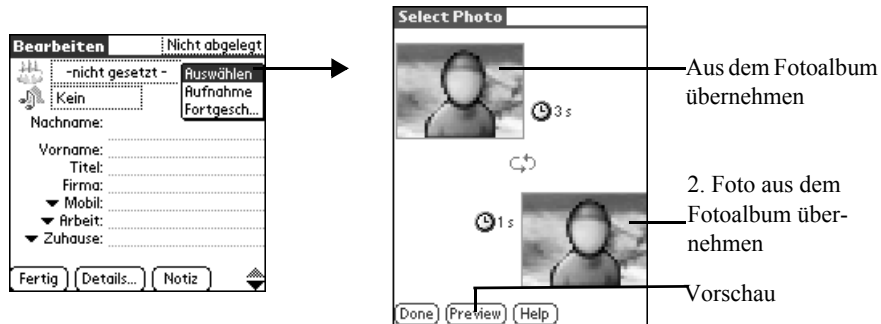 Bearbeiten
Nicht abgelegt
-nicht gesetzt -
Auswählen
Aufnahme
Fortgesch...
Kein
Nachname:
Vorname:
Titel:
Firma:
Mobil:
Arbeit:
Zuhause:
Fertig
Details...
Notiz
Select Photo
3 s
1 s
Done
Preview
Help
Aus dem Fotoalbum
übernehmen
2. Foto aus dem
Fotoalbum über-
nehmen
Vorschau